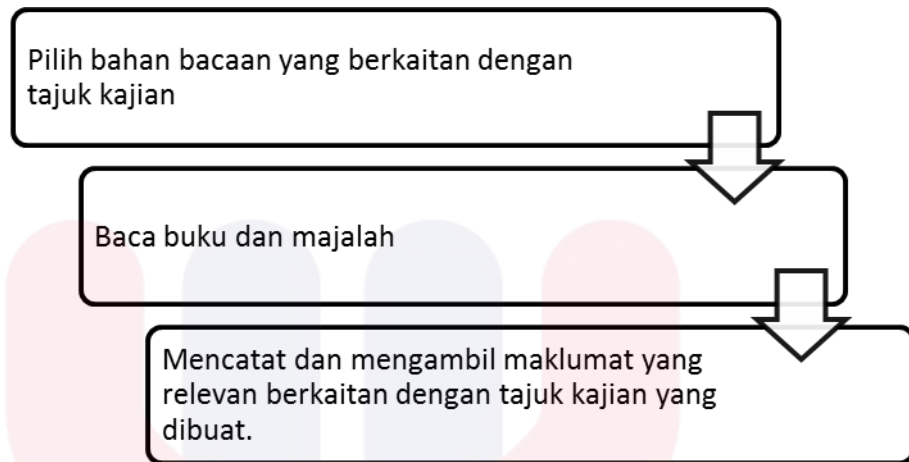 Pilih bahan bacaan yang berkaitan dengan
tajuk kajian
Baca buku dan majalah
Mencatat dan mengambil maklumat yang
relevan berkaitan dengan tajuk kajian yang
dibuat.